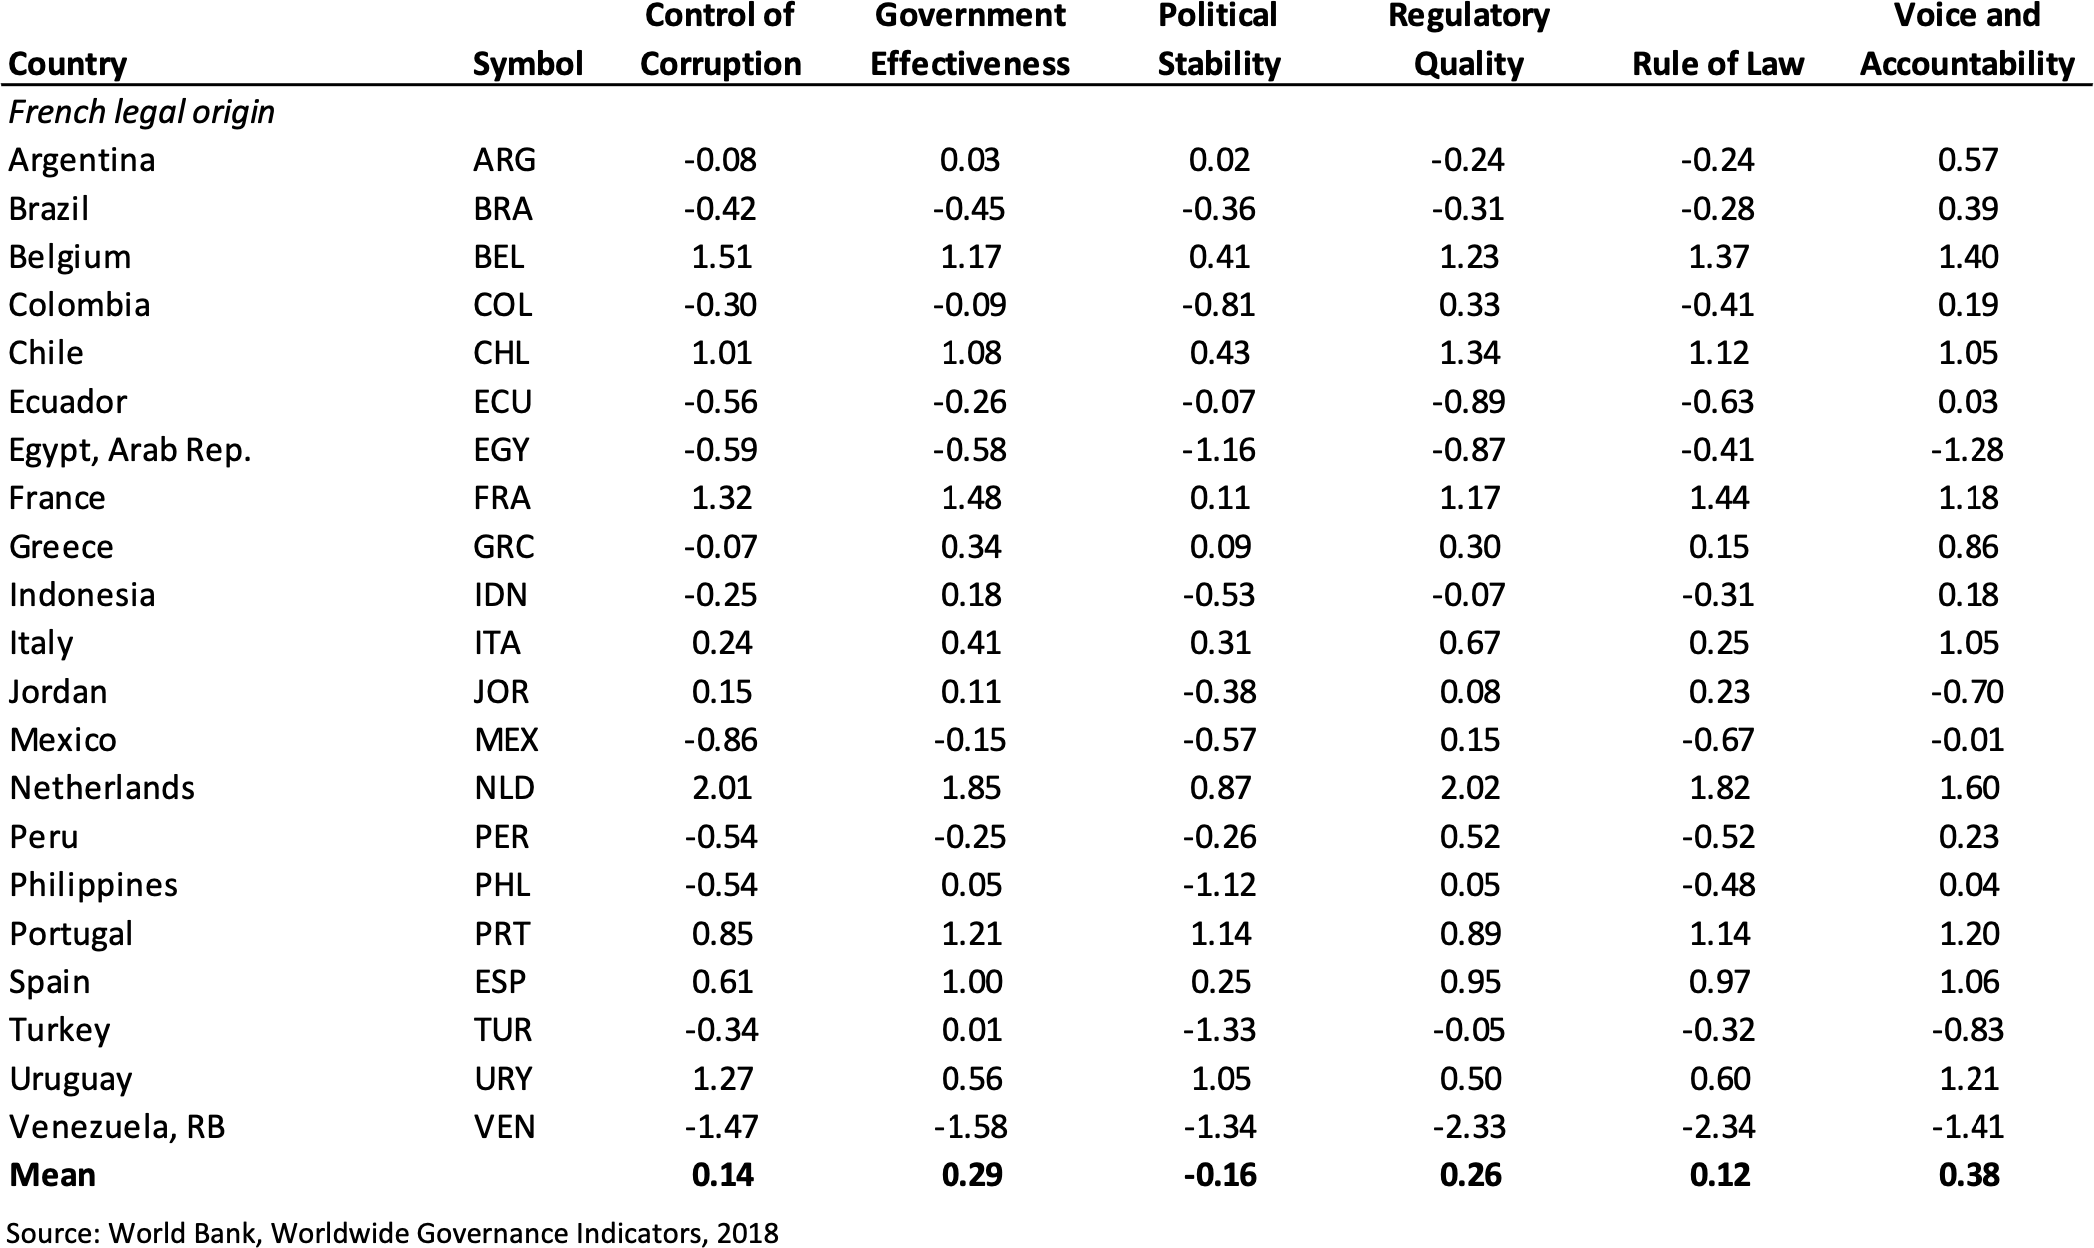 Control of Government Political Regulatory Voice and
Country Symbol Corruption Effectiveness Stability Quality Rule of Law Accountability
French legal origin
Argentina ARG -0.08 0.03 0.02 -0.24 -0.24 0.57
Brazil BRA -0.42 -0.45 -0.36 -0.31 -0.28 0.39
Belgium BEL 1.51 1.17 0.41 1.23 1.37 1.40
Colombia COL -0.30 -0.09 -0.81 0.33 -0.41 0.19
Chile CHL 1.01 1.08 0.43 1.34 1.12 1.05
Ecuador ECU -0.56 -0.26 -0.07 -0.89 -0.63 0.03
Egypt, Arab Rep. EGY -0.59 -0.58 -1.16 -0.87 -0.41 -1.28
France FRA 1.32 1.48 0.11 1.17 1.44 1.18
Greece GRC -0.07 0.34 0.09 0.30 0.15 0.86
Indonesia IDN -0.25 0.18 -0.53 -0.07 -0.31 0.18
Italy ITA 0.24 0.41 0.31 0.67 0.25 1.05
Jordan JOR 0.15 0.11 -0.38 0.08 0.23 -0.70
Mexico MEX -0.86 -0.15 -0.57 0.15 -0.67 -0.01
Netherlands NLD 2.01 1.85 0.87 2.02 1.82 1.60
Peru PER -0.54 -0.25 -0.26 0.52 -0.52 0.23
Philippines PHL -0.54 0.05 -1.12 0.05 -0.48 0.04
Portugal PRT 0.85 1.21 1.14 0.89 1.14 1.20
Spain ESP 0.61 1.00 0.25 0.95 0.97 1.06
Turkey TUR -0.34 0.01 -1.33 -0.05 -0.32 -0.83
Uruguay URY 1.27 0.56 1.05 0.50 0.60 1.21
Venezuela, RB VEN -1.47 -1.58 -1.34 -2.33 -2.34 -1.41
Mean 0.14 0.29 -0.16 0.26 0.12 0.38
Source: World Bank, Worldwide Governance Indicators, 2018